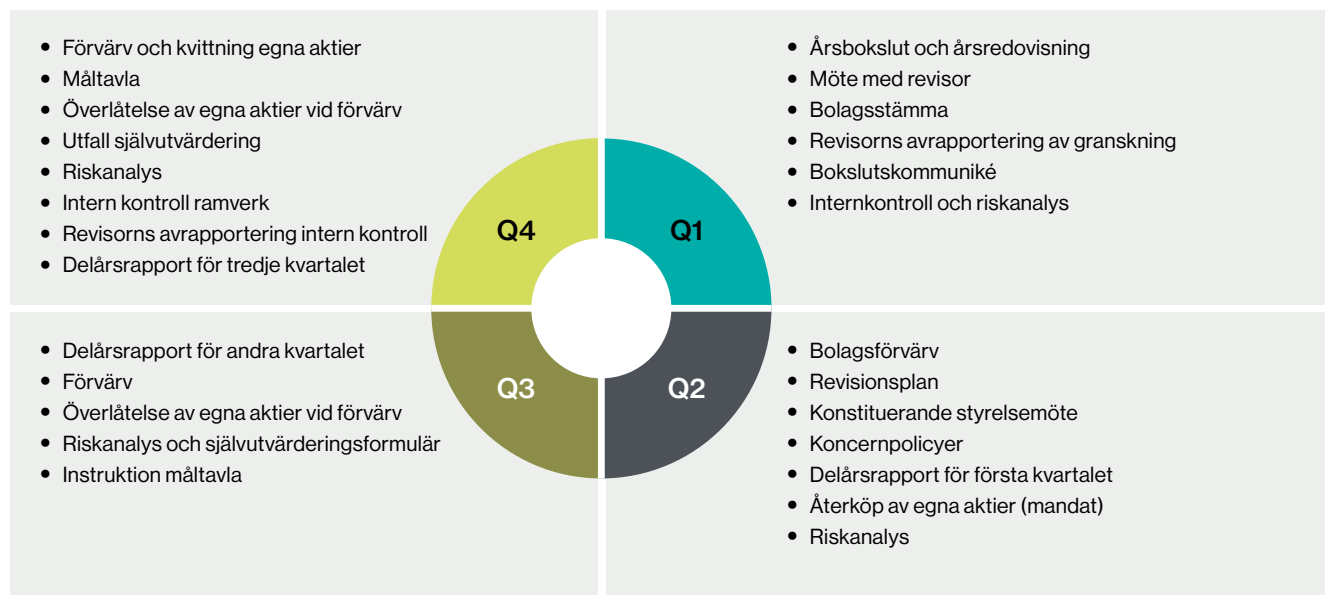 Förvärv och kvittning egna aktier
Måltavla
Överlåtelse av egna aktier vid förvärv
Utfall självutvärdering
Riskanalys
Intern kontroll ramverk
Revisorns avrapportering intern kontroll
Delårsrapport för tredje kvartalet
Q4
Årsbokslut och årsredovisning
Möte med revisor
Bolagsstämma
Revisorns avrapportering av granskning
Bokslutskommuniké
Internkontroll och riskanalys
Q1
Delårsrapport för andra kvartalet
Förvärv
Överlåtelse av egna aktier vid förvärv
Riskanalys och självutvärderingsformulär
Instruktion måltavla
Q3
Bolagsförvärv
Revisionsplan
Konstituerande styrelsemöte
Koncernpolicyer
Delårsrapport för första kvartalet
Återköp av egna aktier (mandat)
Riskanalys
Q2